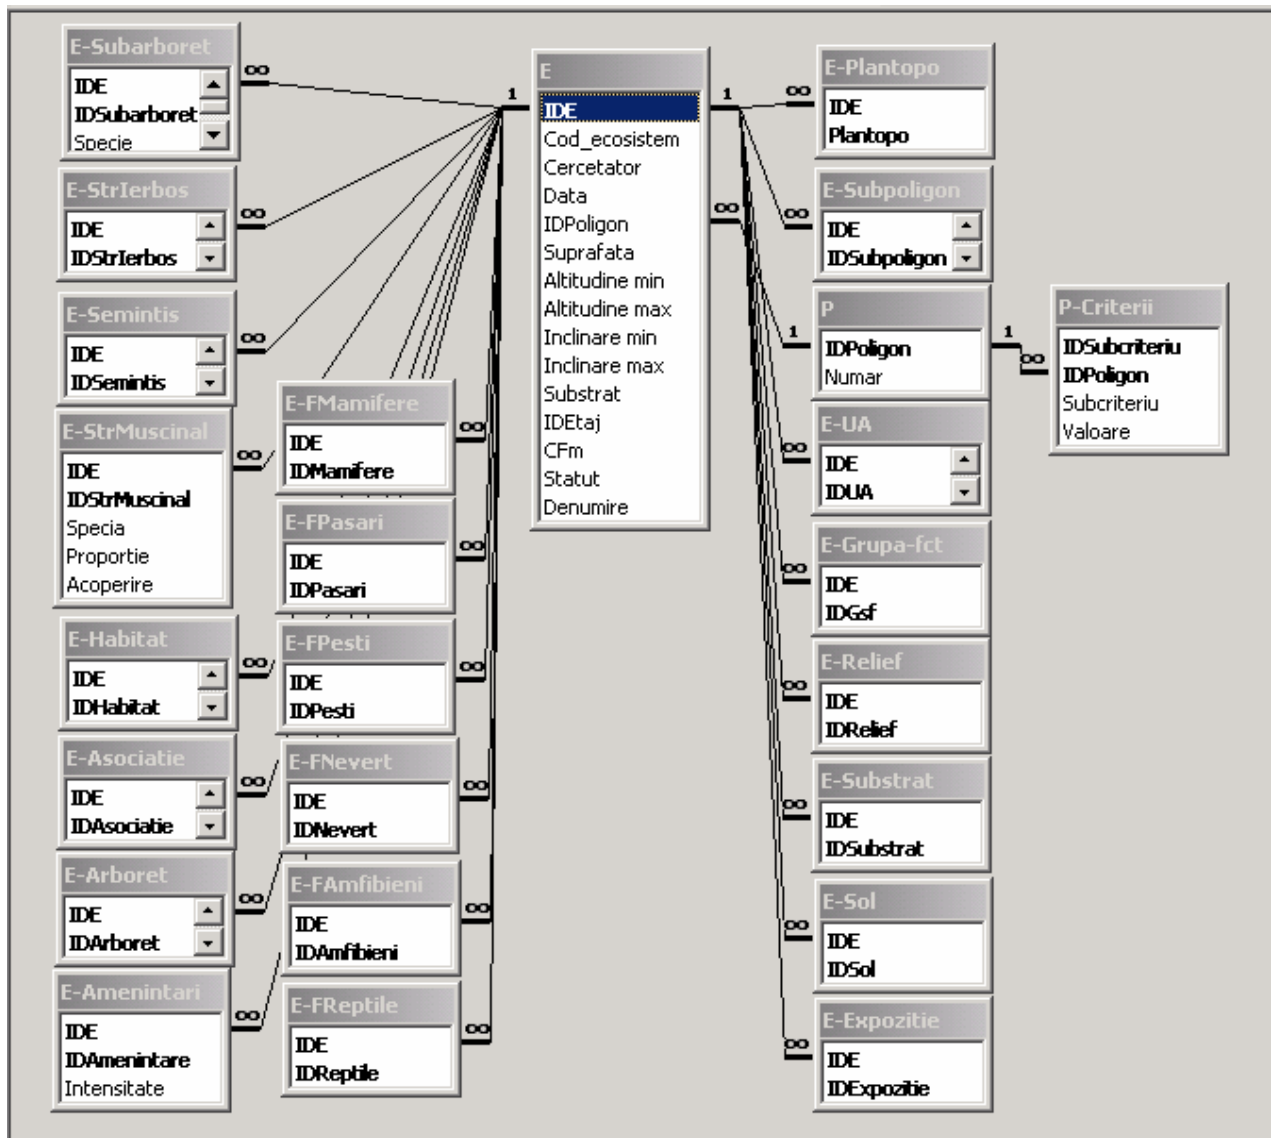 E-Subarboret
IDE
IDSubarboret
Specie
∞
E-StrIerbos
IDE
IDStrIerbos
∞
E-Semintis
IDE
IDSemintis
∞
E-StrMuscinal
IDE
IDStrMuscinal
Specia
Proportie
Acoperire
∞
E-Habitat
IDE
IDHabitat
∞
E-Asociatie
IDE
IDAsociatie
∞
E-Arboret
IDE
IDArboret
∞
E-Amenintari
IDE
IDAmenintare
Intensitate
∞
E-FMamifere
IDE
IDMamifere
∞
E-FPasari
IDE
IDPasari
∞
E-FPesti
IDE
IDPesti
∞
E-FNevert
IDE
IDNevert
∞
E-FAmfibieni
IDE
IDAmfibieni
∞
E-FReptile
IDE
IDReptile
∞
1
E
IDE
Cod_ecosistem
Cercetator
Data
IDPoligon
Suprafata
Altitudine min
Altitudine max
Inclinare min
Inclinare max
Substrat
IDEtaj
CFm
Statut
Denumire
1
∞
E-Plantopo
IDE
Plantopo
∞
E-Subpoligon
IDE
IDSubpoligon
∞
P
IDPoligon
Numar
1
1
∞
P-Criterii
IDSubcriteriu
IDPoligon
Subcriteriu
Valoare
E-UA
IDE
IDUA
∞
E-Grupa-fct
IDE
IDGsf
∞
E-Relief
IDE
IDRelief
∞
E-Substrat
IDE
IDSubstrat
∞
E-Sol
IDE
IDSol
∞
E-Expozitie
IDE
IDExpozitie
∞